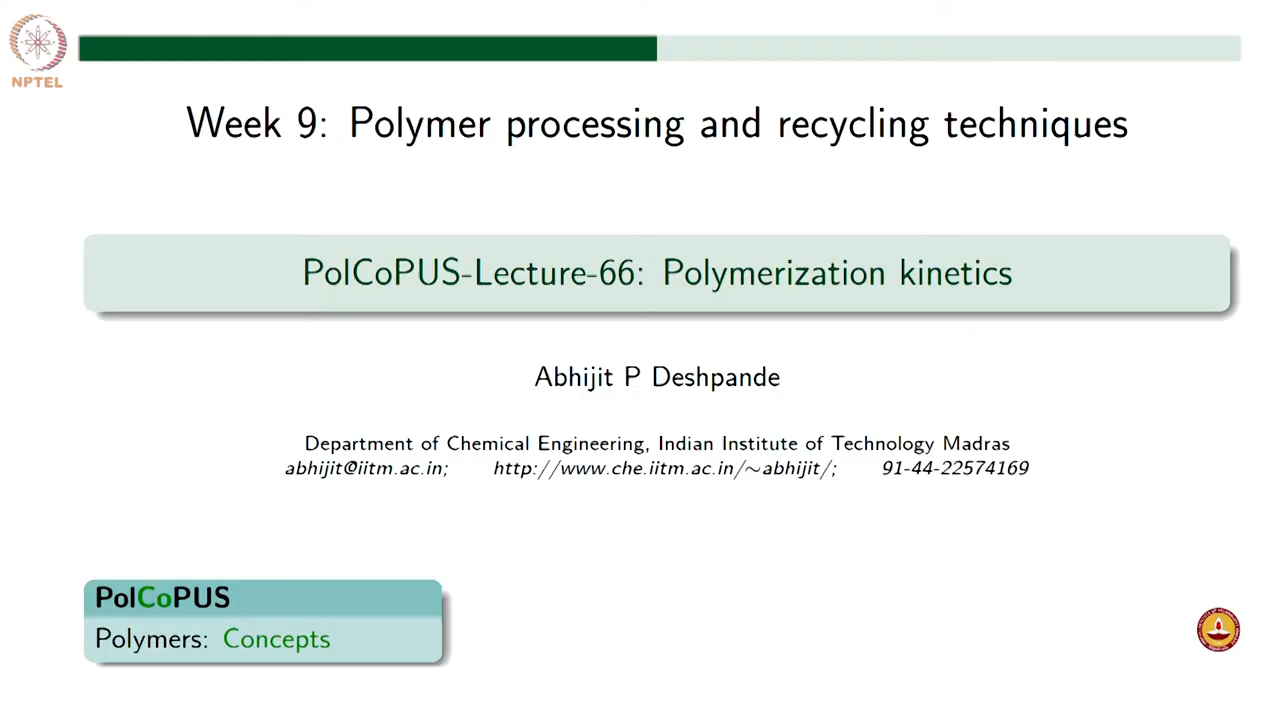 NPTEL
Week 9: Polymer processing and recycling techniques
PolCoPUS-Lecture-66: Polymerization kinetics
Abhijit P Deshpande
Department of Chemical Engineering, Indian Institute of Technology Madras
abhijit@iitm.ac.in; http://www.che.iitm.ac.in/~abhijit/; 91-44-22574169
PolCoPUS
Polymers: Concepts